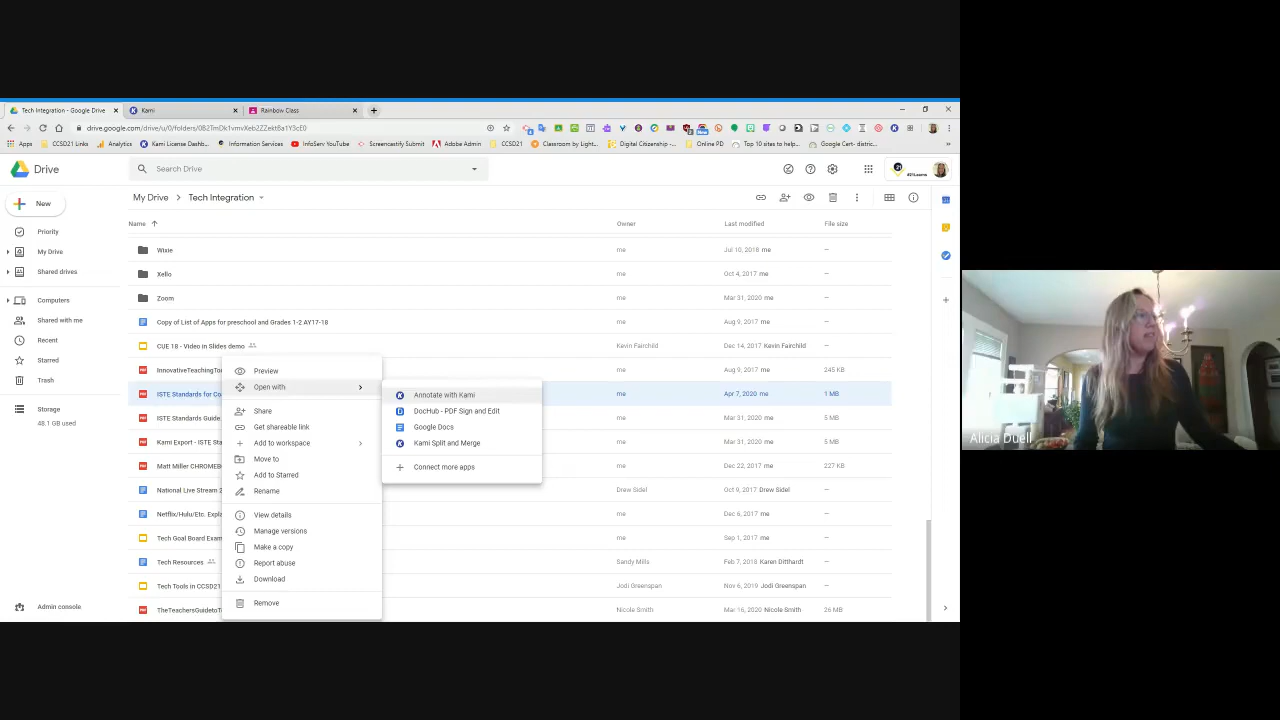 Tech Integration - Google Drive
Kami
Rainbow Class
drive.google.com/drive/u/0/folders/
Apps
CCSD21 Links
Analytics
Kami License Dashbo...
Information Services
InfoServ YouTube
Screencastify Submit
Adobe Admin
CCSD21
Classroom by Light...
Digital Citizenship -...
Online PD
Top 10 sites to help...
Google Cert- distric...
Drive
Search Drive
New
My Drive
Tech Integration
Name
Owner
Last modified
File size
Priority
My Drive
Shared drives
Computers
Shared with me
Recent
Starred
Trash
Storage
48.1 GB used
Admin console
Wixie me Jul 10, 2018 me –
Xello me Oct 4, 2017 me –
Zoom me Mar 31, 2020 me –
Copy of List of Apps for preschool and Grades 1-2 AY17-18 me Aug 9, 2017 me –
CUE 18 - Video in Slides demo Kevin Fairchild Dec 14, 2017 Kevin Fairchild –
InnovativeTeachingToo me Aug 9, 2017 me 245 KB
ISTE Standards for Co me Apr 7, 2020 me 1 MB
ISTE Standards Guide me Mar 31, 2020 me 5 MB
Kami Export - ISTE Sta me Mar 31, 2020 me 5 MB
Matt Miller CHROMEB me Dec 22, 2017 me 227 KB
National Live Stream 2 Drew Sidel Oct 9, 2017 Drew Sidel –
Netflix/Hulu/Etc. Expla me Dec 6, 2017 me –
Tech Goal Board Exam me Sep 1, 2017 me –
Tech Resources Sandy Mills Feb 7, 2018 Karen Ditthardt –
Tech Tools in CCSD21 Jodi Greenspan Nov 6, 2019 Jodi Greenspan –
TheTeachersGuidetoT Nicole Smith Mar 16, 2020 Nicole Smith 26 MB
Preview
Open with
Share
Get shareable link
Add to workspace
Move to
Add to Starred
Rename
View details
Manage versions
Make a copy
Report abuse
Download
Remove
Annotate with Kami
DocHub - PDF Sign and Edit
Google Docs
Kami Split and Merge
Connect more apps
Alicia Duell